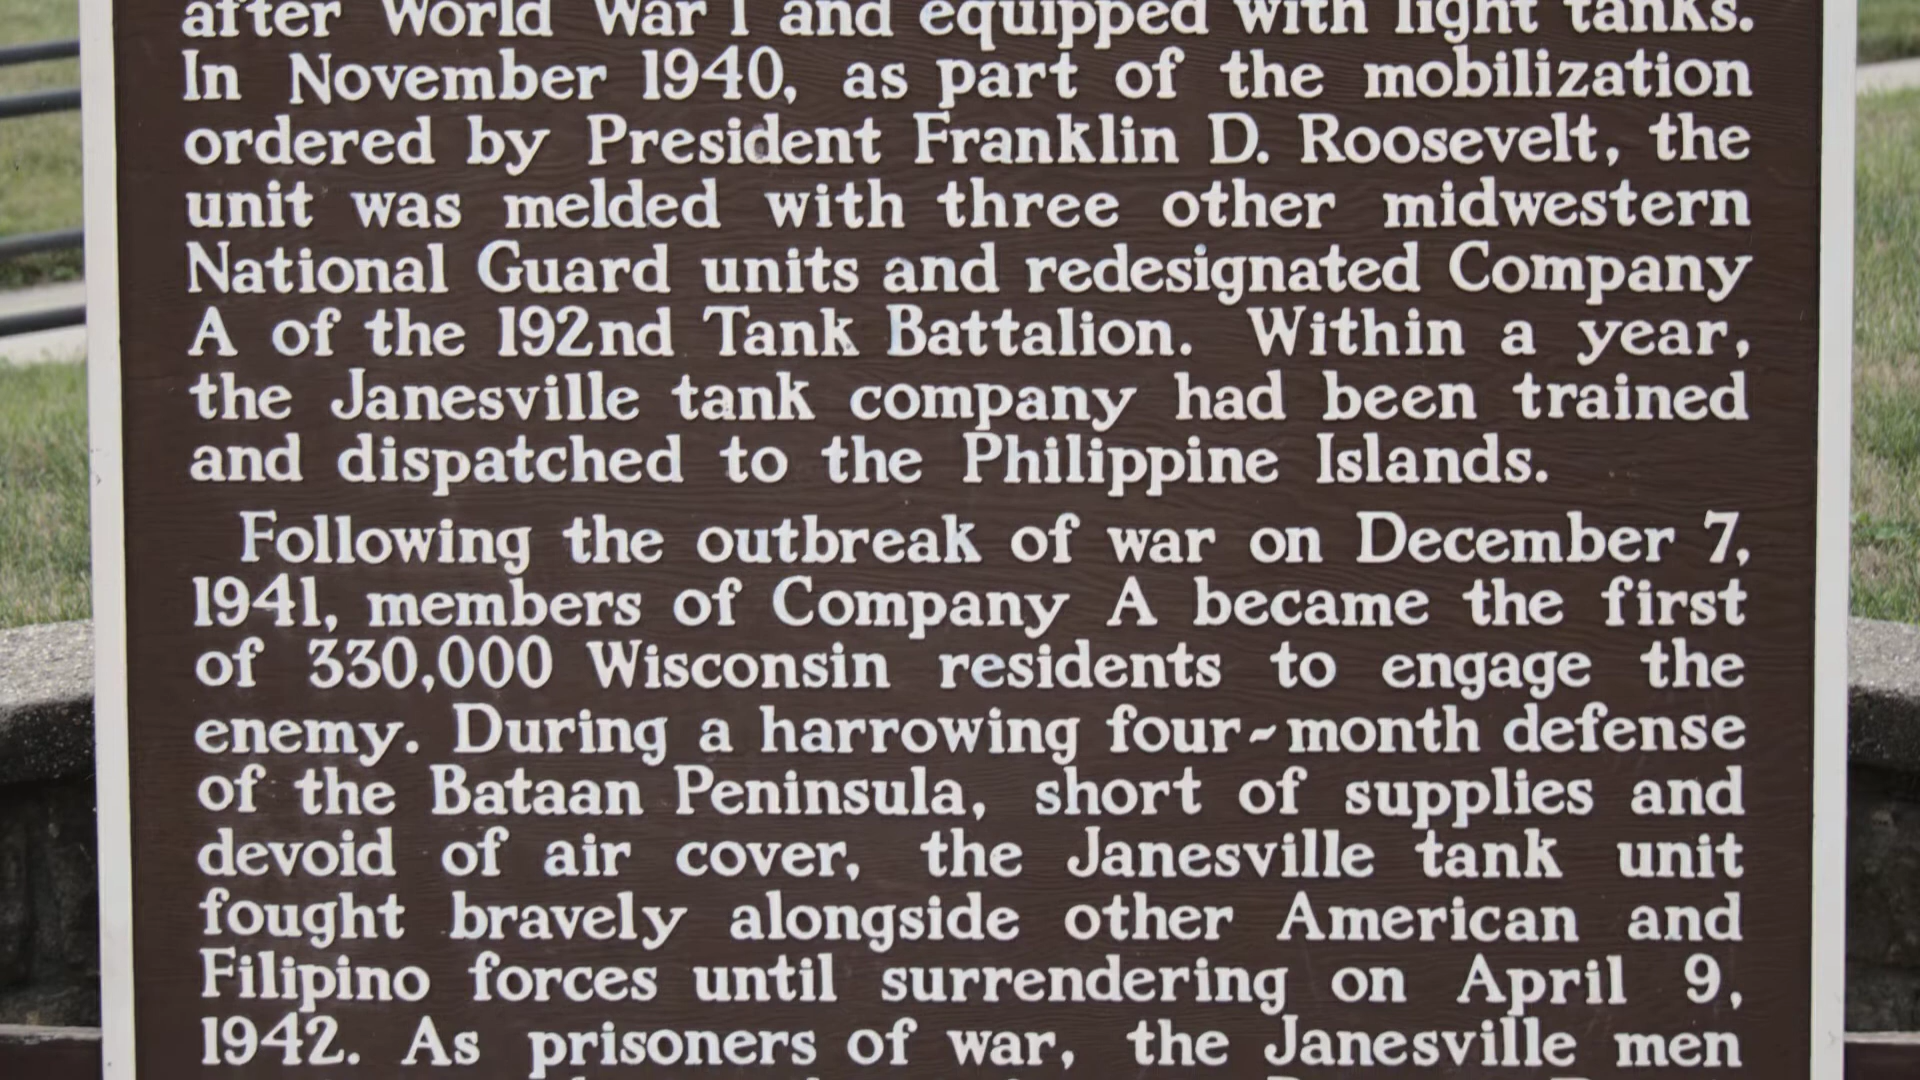 after World War I and equipped with light tanks.
In November 1940, as part of the mobilization
ordered by President Franklin D. Roosevelt, the
unit was melded with three other midwestern
National Guard units and redesignated Company
A of the 192nd Tank Battalion. Within a year,
the Janesville tank company had been trained
and dispatched to the Philippine Islands.
Following the outbreak of war on December 7,
1941, members of Company A became the first
of 330,000 Wisconsin residents to engage the
enemy. During a harrowing four-month defense
of the Bataan Peninsula, short of supplies and
devoid of air cover, the Janesville tank unit
fought bravely alongside other American and
Filipino forces until surrendering on April 9,
1942. As prisoners of war, the Janesville men